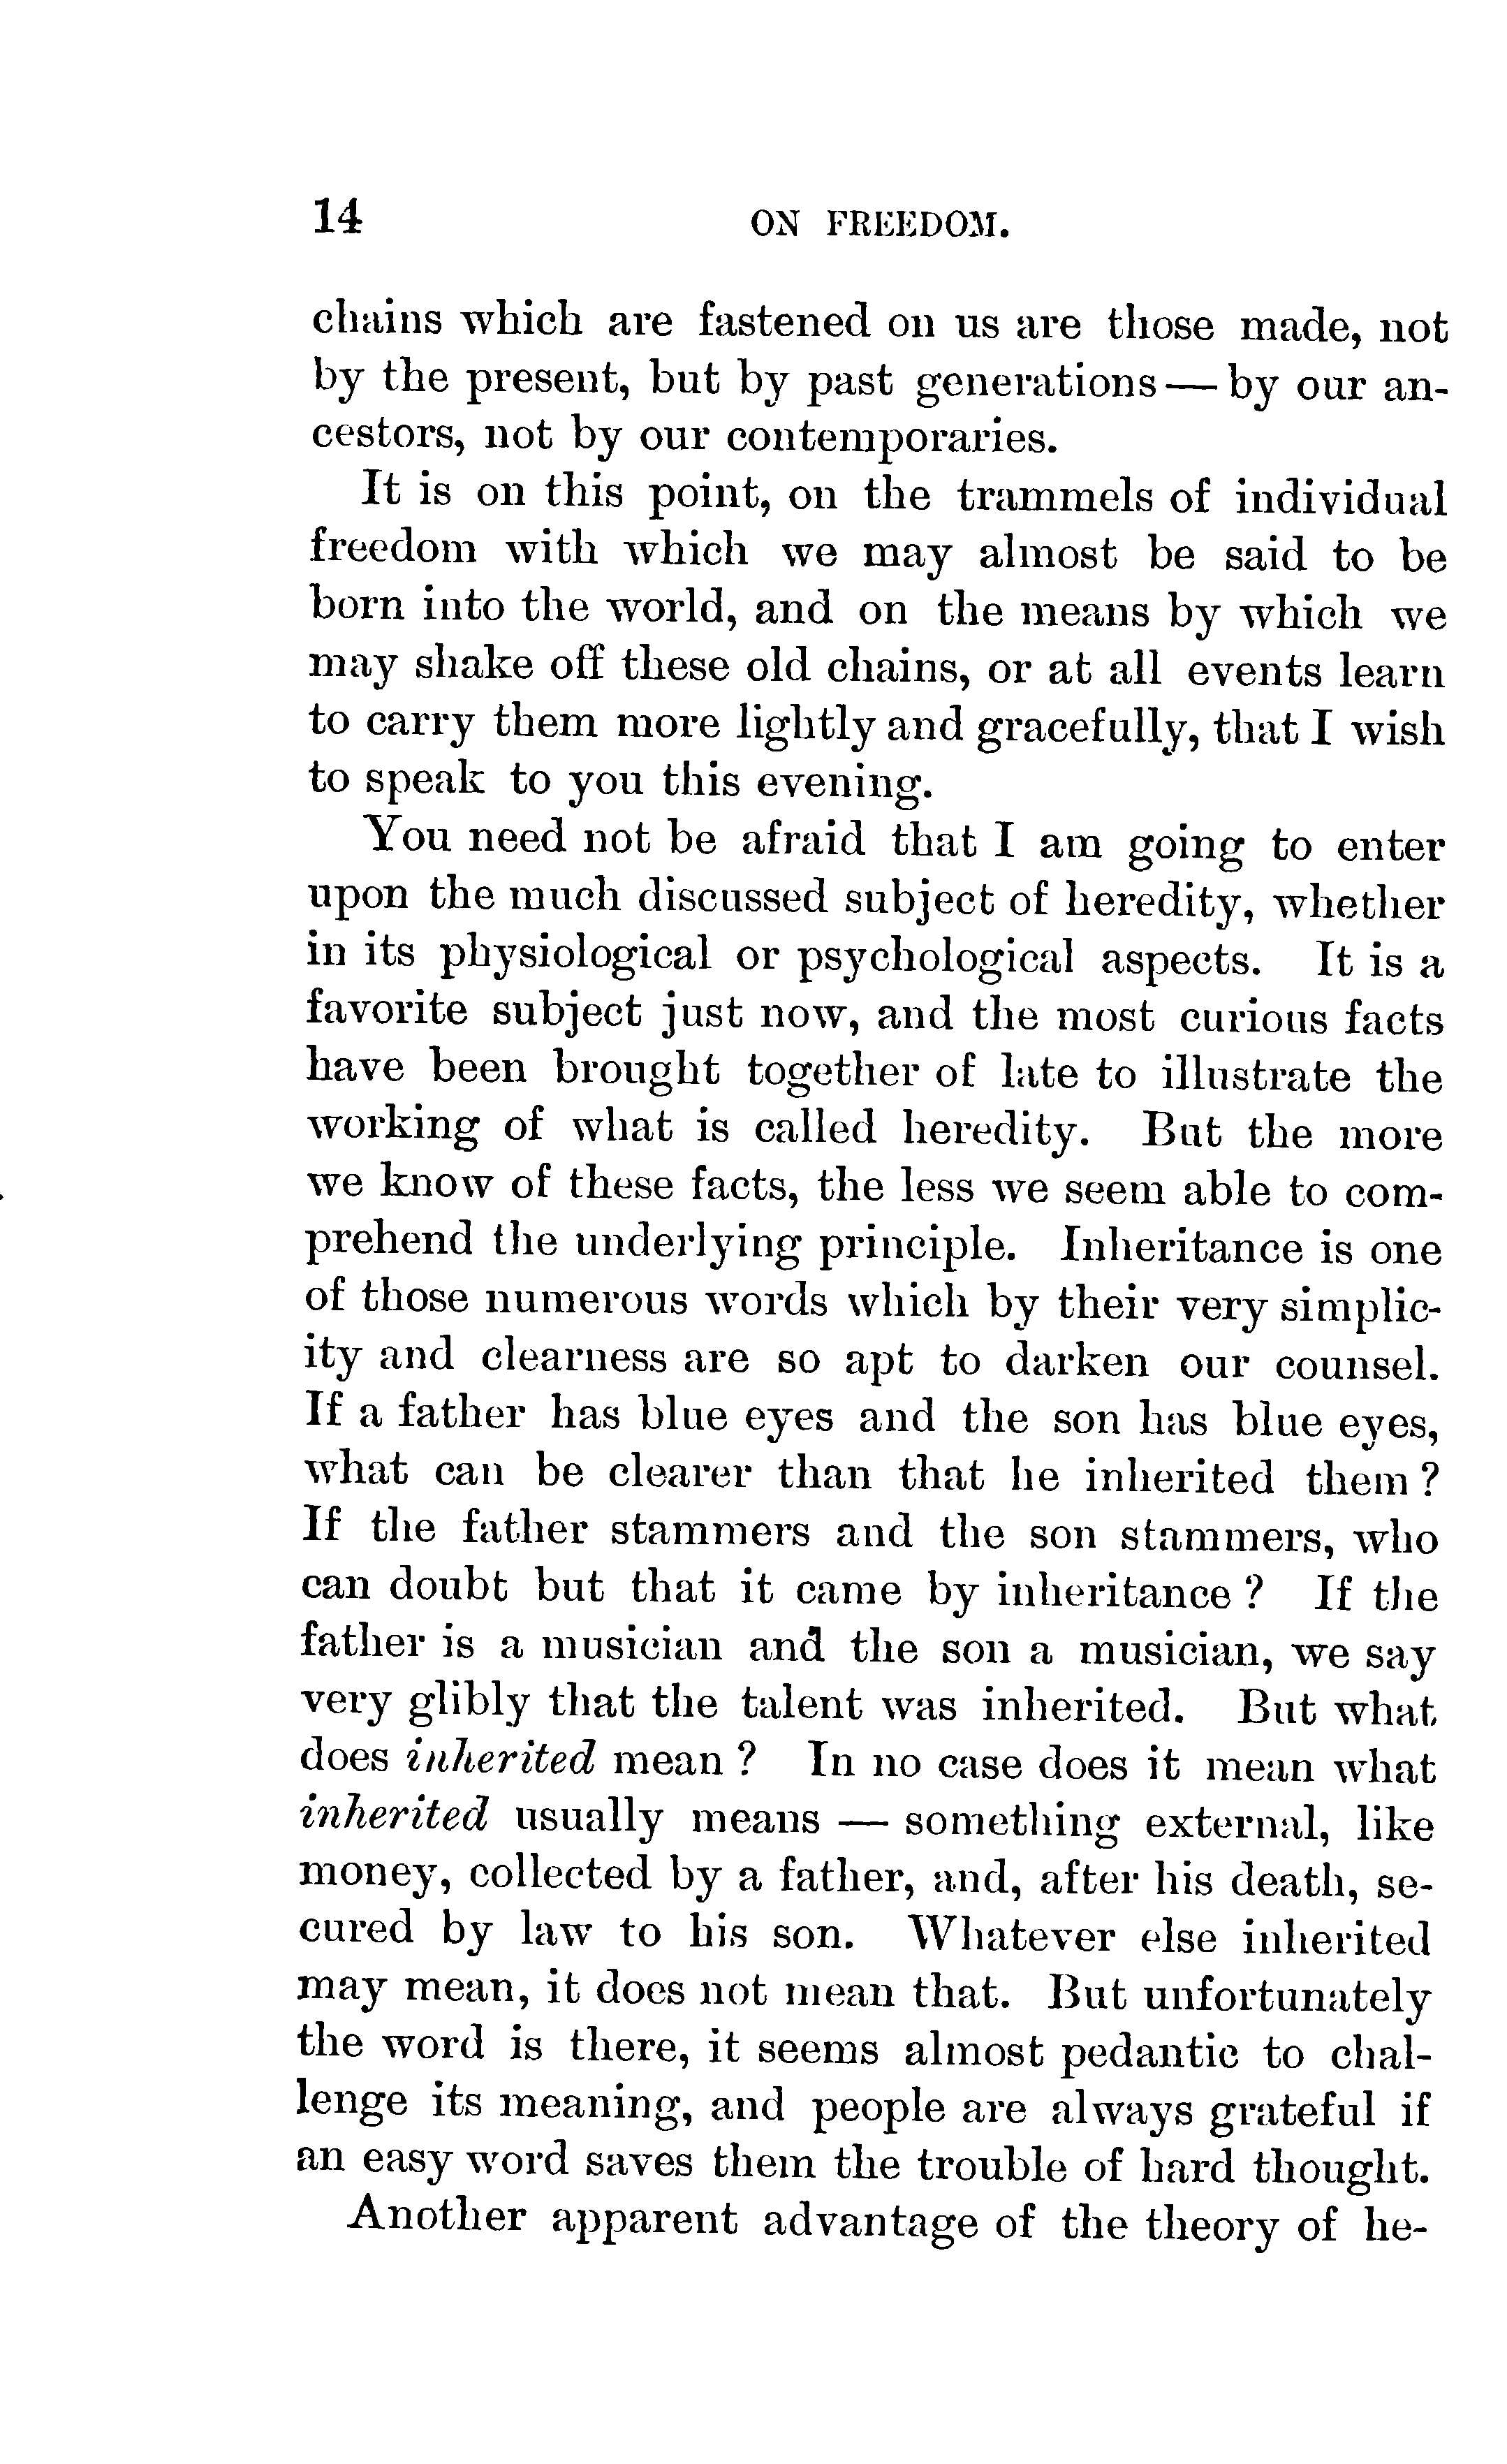 14 ON FREEDOM.
chains which are fastened on us are those made, not
by the present, but by past generations — by our an-
cestors, not by our contemporaries.
It is on this point, on the trammels of individual
freedom with which we may almost be said to be
born into the world, and on the means by which we
may shake off these old chains, or at all events learn
to carry them more lightly and gracefully, that I wish
to speak to you this evening.
You need not be afraid that I am going to enter
upon the much discussed subject of heredity, whether
in its physiological or psychological aspects. It is a
favorite subject just now, and the most curious facts
have been brought together of late to illustrate the
working of what is called heredity. But the more
we know of these facts, the less we seem able to com-
prehend the underlying principle. Inheritance is one
of those numerous words which by their very simplic-
ity and clearness are so apt to darken our counsel.
If a father has blue eyes and the son has blue eyes,
what can be clearer than that he inherited them?
If the father stammers and the son stammers, who
can doubt but that it came by inheritance? If the
father is a musician and the son a musician, we say
very glibly that the talent was inherited. But what
does inherited mean? In no case does it mean what
inherited usually means — something external, like
money, collected by a father, and, after his death, se-
cured by law to his son. Whatever else inherited
may mean, it does not mean that. But unfortunately
the word is there, it seems almost pedantic to chal-
lenge its meaning, and people are always grateful if
an easy word saves them the trouble of hard thought.
Another apparent advantage of the theory of he-